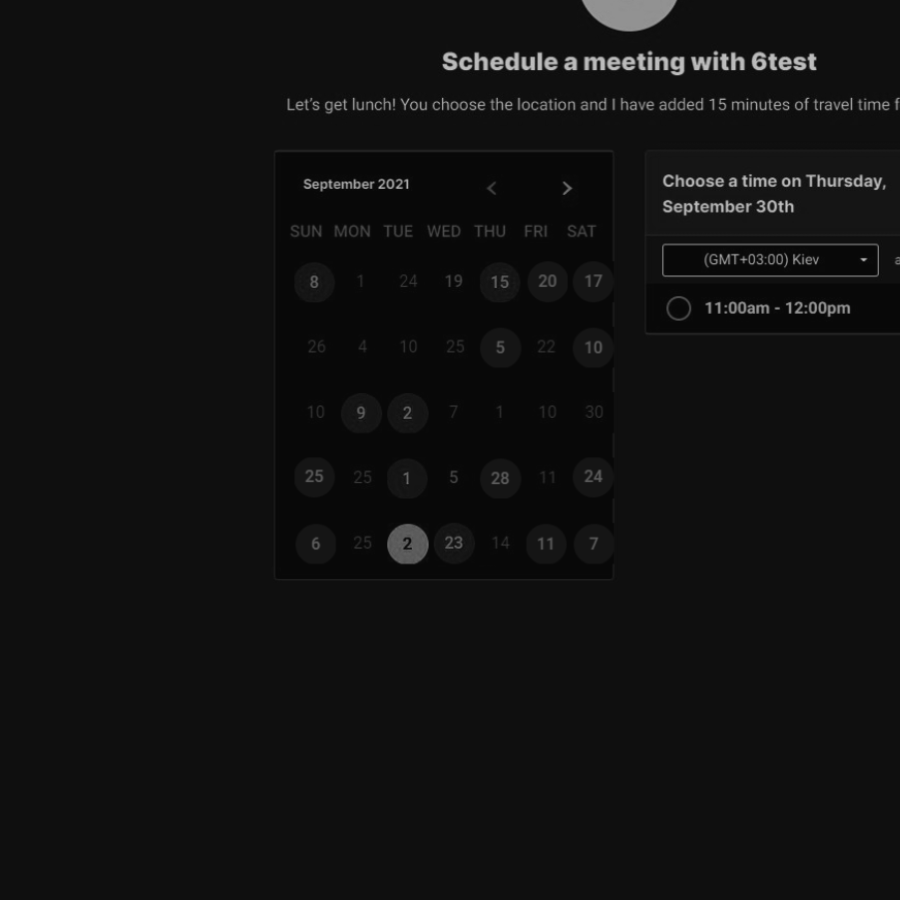 Schedule a meeting with 6test
Let's get lunch! You choose the location and I have added 15 minutes of travel time f
September 2021
SUN MON TUE WED THU FRI SAT
8 1 24 19 15 20 17
26 4 10 25 5 22 10
10 9 2 7 1 10 30
25 25 1 5 28 11 24
6 25 2 23 14 11 7
Choose a time on Thursday,
September 30th
(GMT+03:00) Kiev a
11:00am - 12:00pm